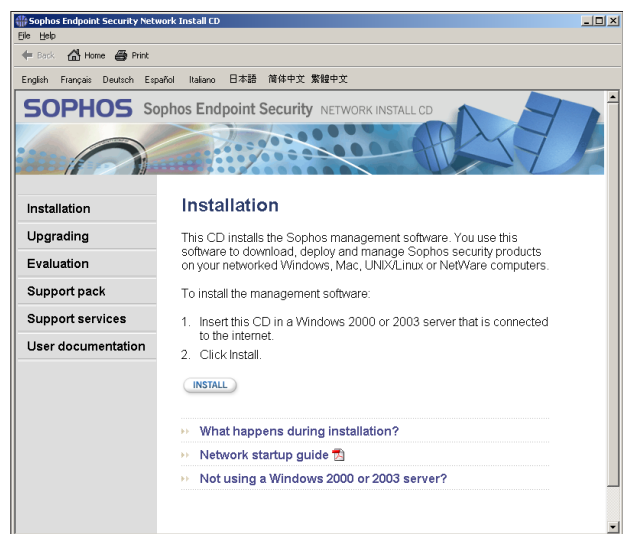 Sophos Endpoint Security Network Install CD
File Help
Back Home Print
English Français Deutsch Español Italiano 日本語 简体中文 繁體中文
SOPHOS Sophos Endpoint Security NETWORK INSTALL CD
Installation
Upgrading
Evaluation
Support pack
Support services
User documentation
Installation
This CD installs the Sophos management software. You use this
software to download, deploy and manage Sophos security products
on your networked Windows, Mac, UNIX/Linux or NetWare computers.
To install the management software:
1. Insert this CD in a Windows 2000 or 2003 server that is connected
to the internet.
2. Click Install.
INSTALL
What happens during installation?
Network startup guide
Not using a Windows 2000 or 2003 server?